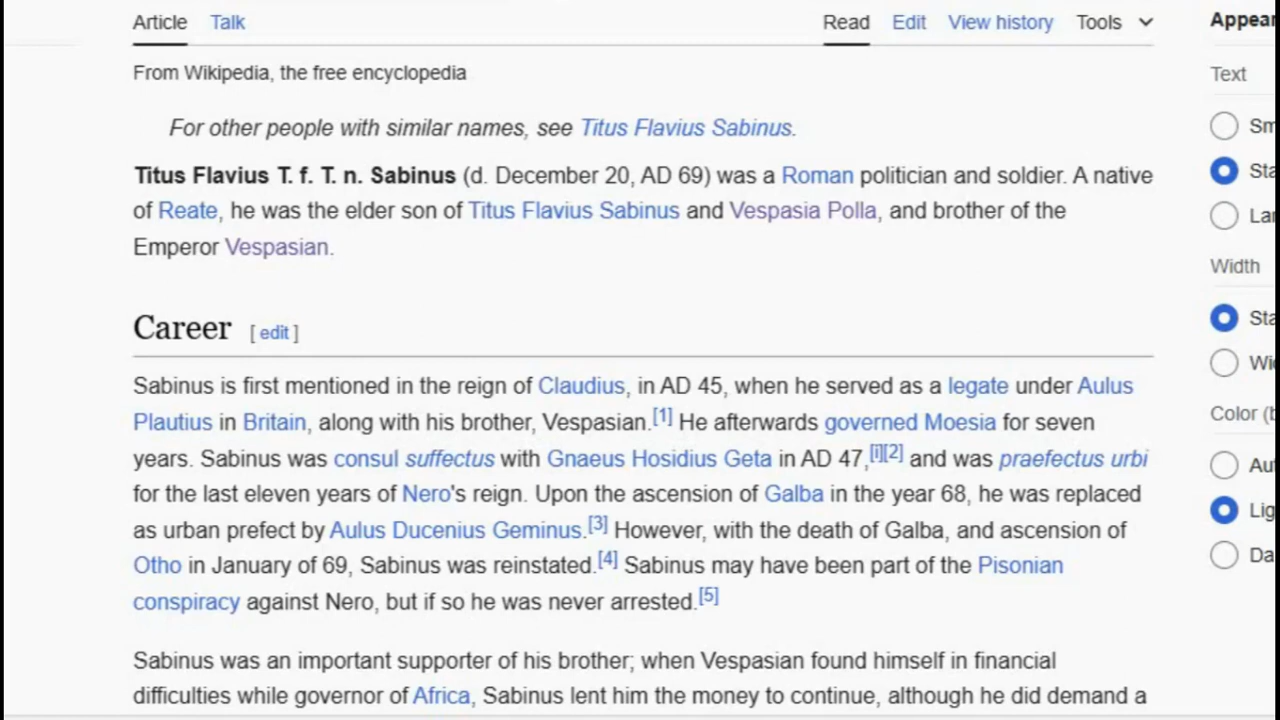 Article Talk Read Edit View history Tools
From Wikipedia, the free encyclopedia
For other people with similar names, see Titus Flavius Sabinus.
Titus Flavius T. f. T. n. Sabinus (d. December 20, AD 69) was a Roman politician and soldier. A native
of Reate, he was the elder son of Titus Flavius Sabinus and Vespasia Polla, and brother of the
Emperor Vespasian.
Career [ edit ]
Sabinus is first mentioned in the reign of Claudius, in AD 45, when he served as a legate under Aulus
Plautius in Britain, along with his brother, Vespasian.[1] He afterwards governed Moesia for seven
years. Sabinus was consul suffectus with Gnaeus Hosidius Geta in AD 47,[i][2] and was praefectus urbi
for the last eleven years of Nero's reign. Upon the ascension of Galba in the year 68, he was replaced
as urban prefect by Aulus Ducenius Geminus.[3] However, with the death of Galba, and ascension of
Otho in January of 69, Sabinus was reinstated.[4] Sabinus may have been part of the Pisonian
conspiracy against Nero, but if so he was never arrested.[5]
Sabinus was an important supporter of his brother; when Vespasian found himself in financial
difficulties while governor of Africa, Sabinus lent him the money to continue, although he did demand a
Appear
Text
Sm
Sta
Lar
Width
Sta
Wi
Color (b
Au
Lig
Da